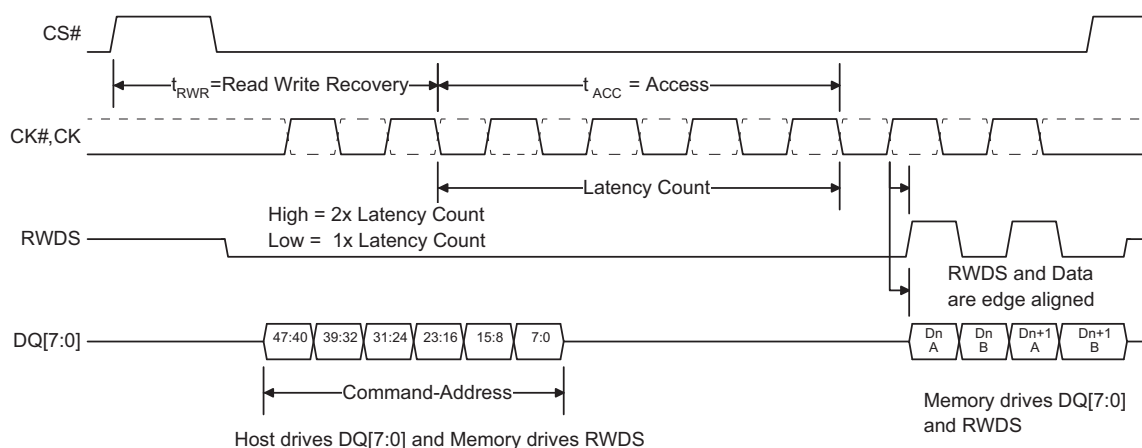 CS#
tRWR=Read Write Recovery
tACC = Access
CK#,CK
Latency Count
High = 2x Latency Count
Low = 1x Latency Count
RWDS
RWDS and Data
are edge aligned
DQ[7:0]
47:40 39:32 31:24 23:16 15:8 7:0
Dn A
Dn B
Dn+1 A
Dn+1 B
Command-Address
Memory drives DQ[7:0]
and RWDS
Host drives DQ[7:0] and Memory drives RWDS